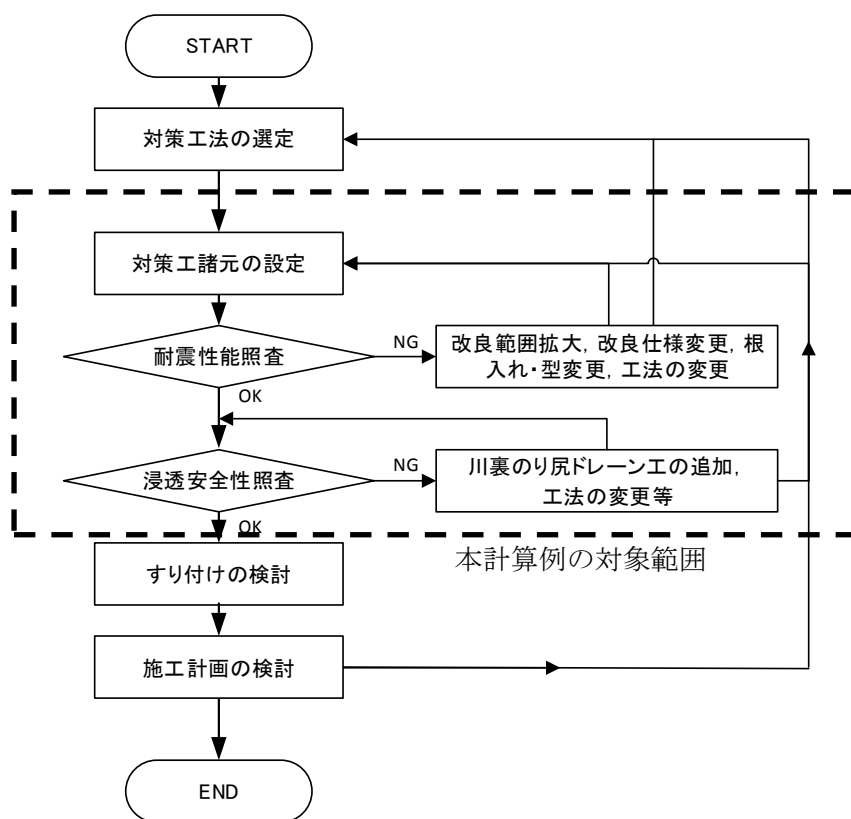 START
対策工法の選定
対策工諸元の設定
耐震性能照査
NG
改良範囲拡大，改良仕様変更，根
入れ・型変更，工法の変更
OK
浸透安全性照査
NG
川裏のり尻ドレーン工の追加，
工法の変更等
OK
本計算例の対象範囲
すり付けの検討
施工計画の検討
END